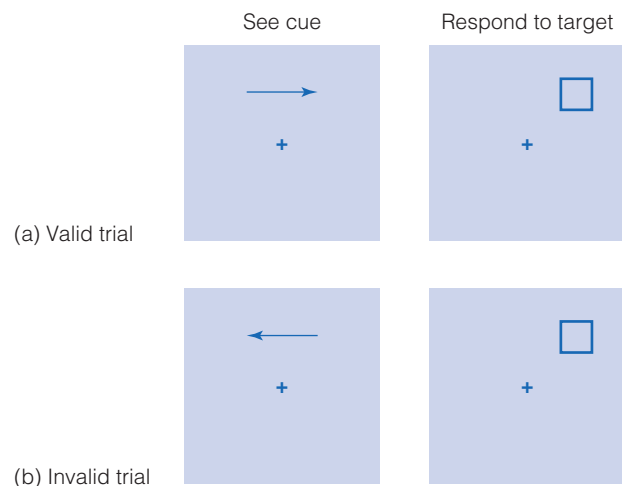 See cue
Respond to target
(a) Valid trial
(b) Invalid trial